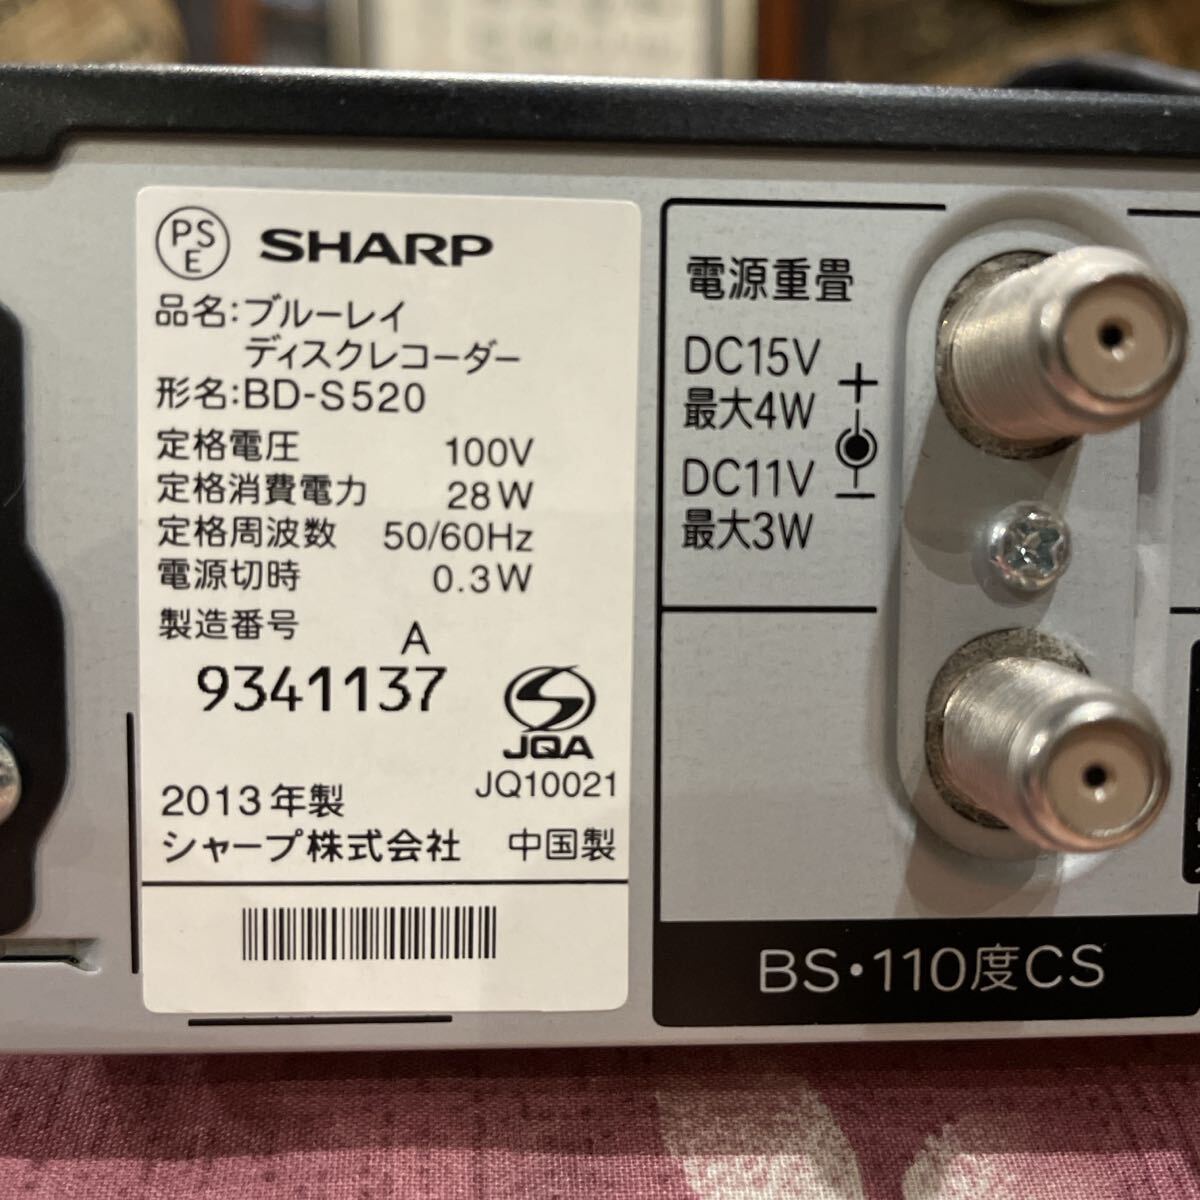 PSE SHARP
品名:ブルーレイ
ディスクレコーダー
形名:BD-S520
定格電圧 100V
定格消費電力 28W
定格周波数 50/60Hz
電源切時 0.3W
製造番号 A
9341137
JQA
JQ10021
2013年製
シャープ株式会社 中国製
電源重畳
DC15V
最大4W
+
DC11V
最大3W
−
BS・110度CS